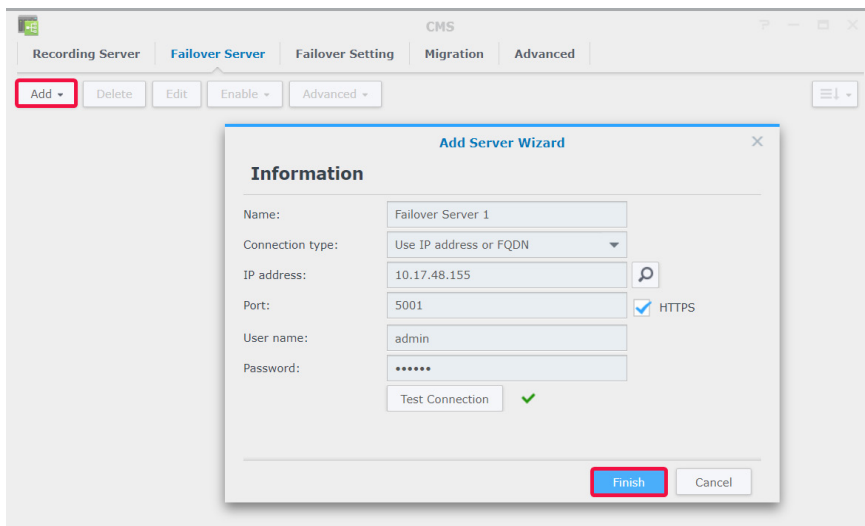 CMS
Recording Server Failover Server Failover Setting Migration Advanced
Add Delete Edit Enable Advanced
Add Server Wizard
Information
Name: Failover Server 1
Connection type: Use IP address or FQDN
IP address: 10.17.48.155
Port: 5001 HTTPS
User name: admin
Password: ••••••
Test Connection
Finish Cancel